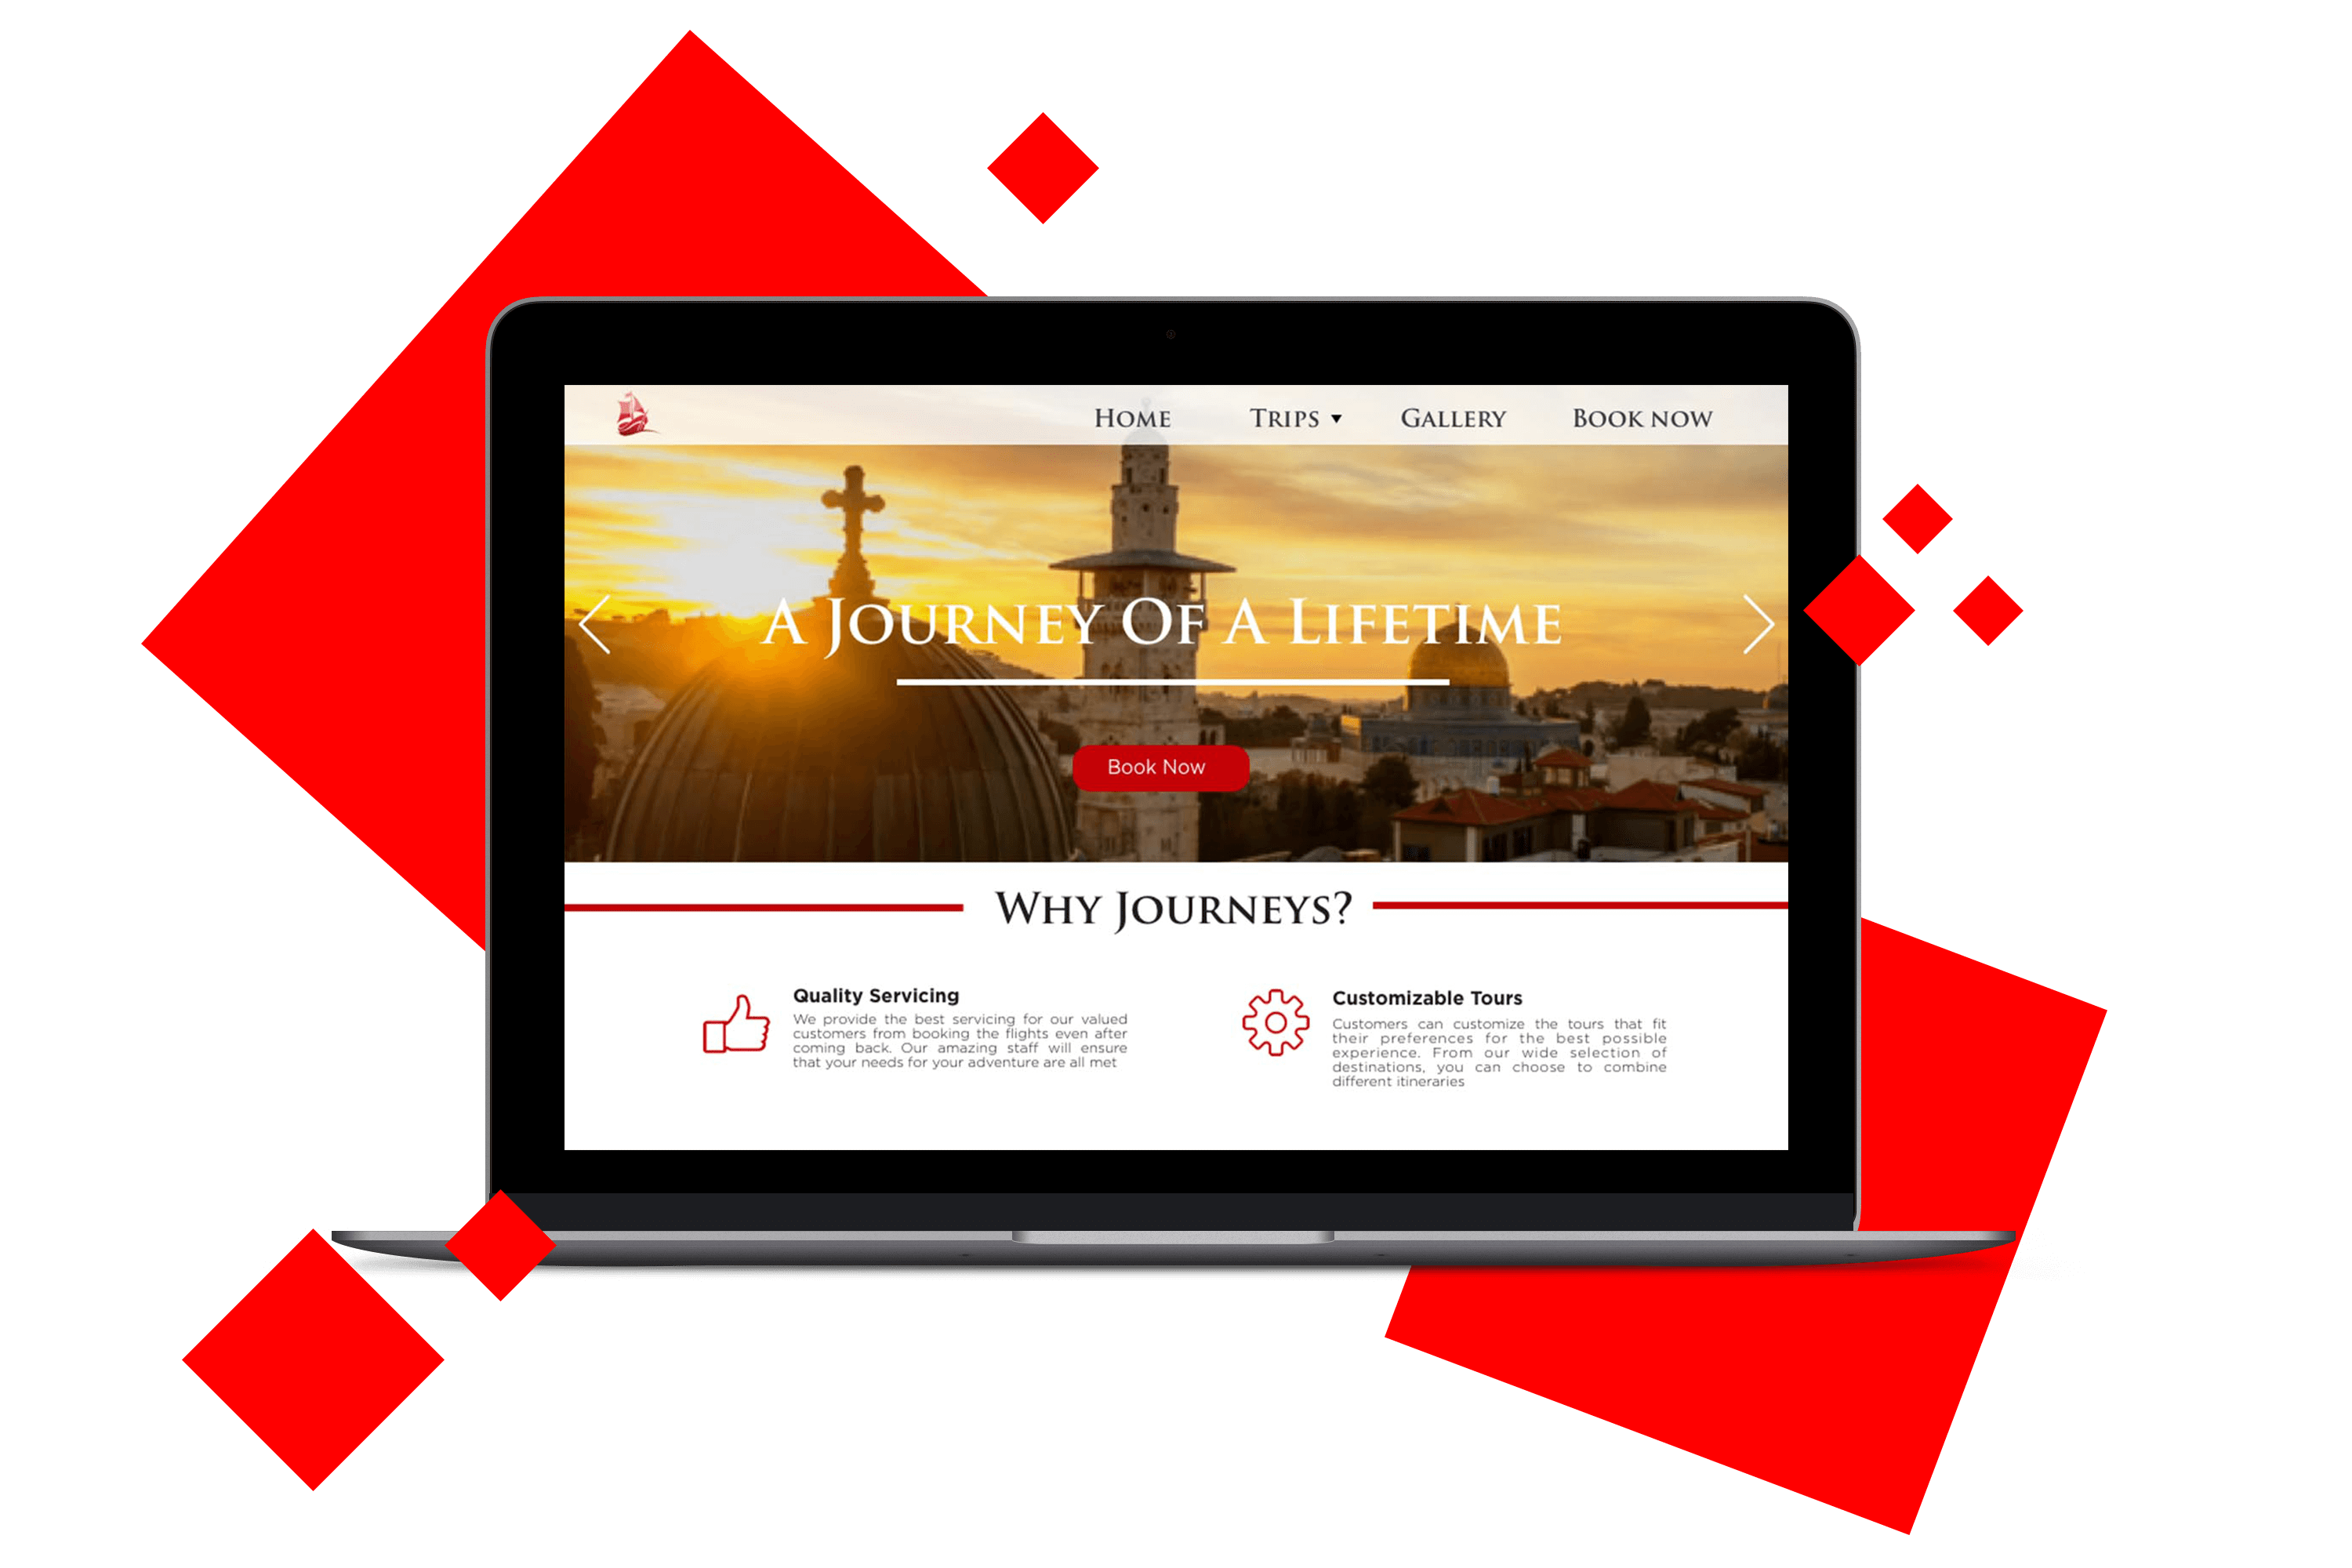 Home Trips Gallery Book now
A Journey Of A Lifetime
Book Now
Why Journeys?
Quality Servicing
We provide the best servicing for our valued
customers from booking the flights even after
coming back. Our amazing staff will ensure
that your needs for your adventure are all met
Customizable Tours
Customers can customize the tours that fit
their preferences for the best possible
experience. From our wide selection of
destinations, you can choose to combine
different itineraries